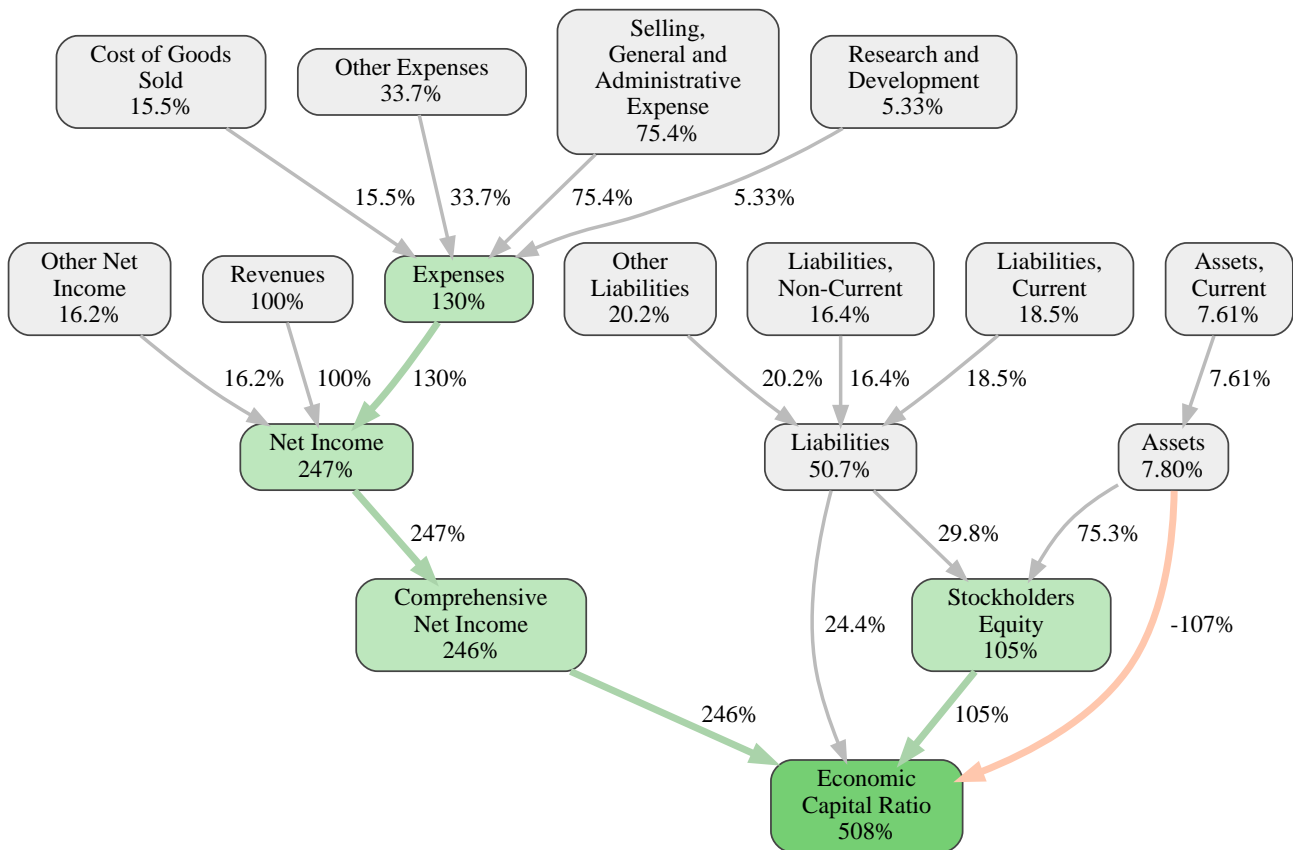 Cost of Goods
Sold
15.5%
Other Expenses
33.7%
Selling,
General and
Administrative
Expense
75.4%
Research and
Development
5.33%
15.5%
33.7%
75.4%
5.33%
Other Net
Income
16.2%
Revenues
100%
Expenses
130%
Other
Liabilities
20.2%
Liabilities,
Non-Current
16.4%
Liabilities,
Current
18.5%
Assets,
Current
7.61%
16.2%
100%
130%
20.2%
16.4%
18.5%
7.61%
Net Income
247%
Liabilities
50.7%
Assets
7.80%
247%
29.8%
75.3%
Comprehensive
Net Income
246%
24.4%
Stockholders
Equity
105%
-107%
246%
105%
Economic
Capital Ratio
508%